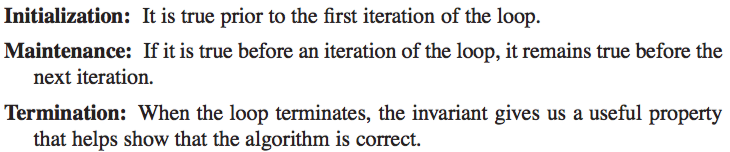 Initialization: It is true prior to the first iteration of the loop.
Maintenance: If it is true before an iteration of the loop, it remains true before the
next iteration.
Termination: When the loop terminates, the invariant gives us a useful property
that helps show that the algorithm is correct.